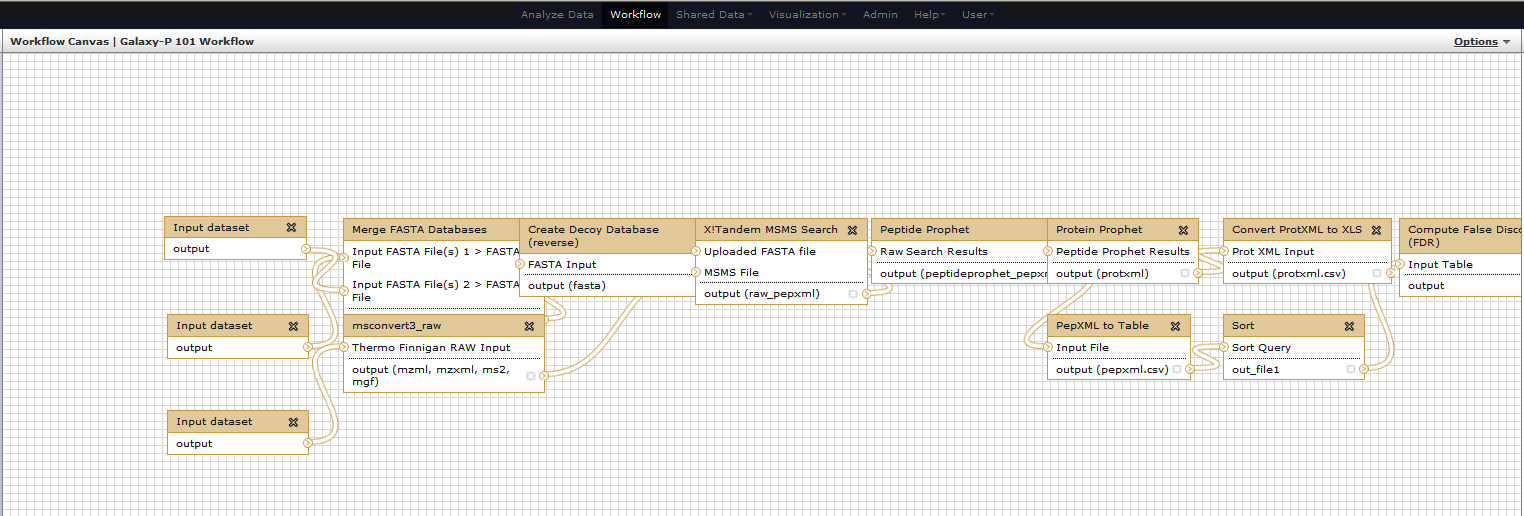 Analyze Data Workflow Shared Data Visualization Admin Help User
Workflow Canvas | Galaxy-P 101 Workflow
Options
Input dataset
output
Input dataset
output
Input dataset
output
Merge FASTA Databases
Input FASTA File(s) 1 > FASTA
File
Input FASTA File(s) 2 > FASTA
File
msconvert3_raw
Thermo Finnigan RAW Input
output (mzml, mzxml, ms2,
mgf)
Create Decoy Database
(reverse)
FASTA Input
output (fasta)
X!Tandem MSMS Search
Uploaded FASTA file
MSMS File
output (raw_pepxml)
Peptide Prophet
Raw Search Results
output (peptideprophet_pepxm
Protein Prophet
Peptide Prophet Results
output (protxml)
PepXML to Table
Input File
output (pepxml.csv)
Convert ProtXML to XLS
Prot XML Input
output (protxml.csv)
Sort
Sort Query
out_file1
Compute False Disco
(FDR)
Input Table
output